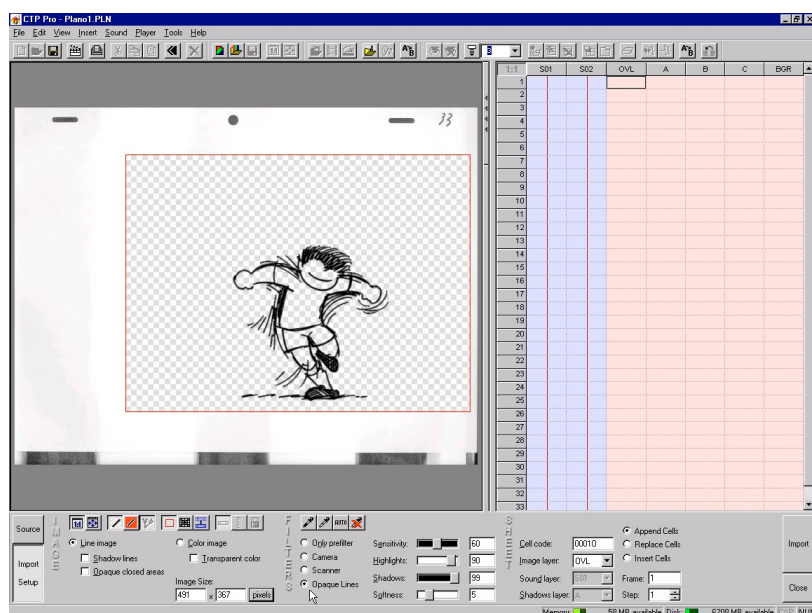 CTP Pro - Plano1.PLN
File Edit View Insert Sound Player Tools Help
1:1 S01 S02 OVL A B C BGR
33
1
2
3
4
5
6
7
8
9
10
11
12
13
14
15
16
17
18
19
20
21
22
23
24
25
26
27
28
29
30
31
32
33
Source
Import
Setup
IMAGE
Line image
Shadow lines
Opaque closed areas
Color image
Transparent color
Image Size:
491 x 367 pixels
FILTERS
AUTO
Only prefilter
Camera
Scanner
Opaque Lines
Sensitivity: 60
Highlights: 90
Shadows: 99
Softness: 5
SHEET
Cell code: 00010
Image layer: OVL
Sound layer: S01
Shadows layer: A
Append Cells
Replace Cells
Insert Cells
Frame: 1
Step: 1
Import
Close
Memory: 58 MB available Disk: 6208 MB available CAP NUM